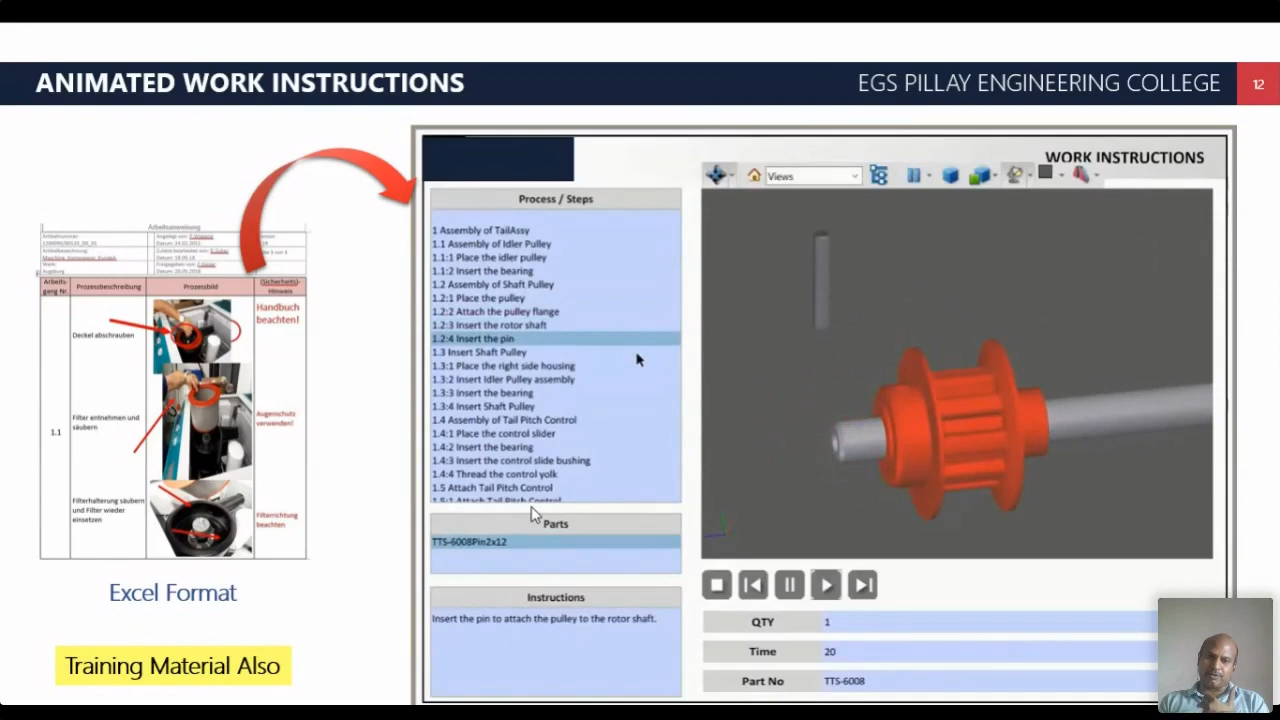 ANIMATED WORK INSTRUCTIONS
EGS PILLAY ENGINEERING COLLEGE
12
Arbeitsanweisung
Arbeits-
gang Nr.
Prozessbeschreibung
Prozessbild
(Sicherheits)-
Hinweis
Deckel abschrauben
Handbuch
beachten!
1.1
Filter entnehmen und
säubern
Augenschutz
verwenden!
Filterhalterung säubern
und Filter wieder
einsetzen
Filterrichtung
beachten
Excel Format
Training Material Also
WORK INSTRUCTIONS
Process / Steps
1 Assembly of TailAssy
1.1 Assembly of Idler Pulley
1.1:1 Place the idler pulley
1.1:2 Insert the bearing
1.2 Assembly of Shaft Pulley
1.2:1 Place the pulley
1.2:2 Attach the pulley flange
1.2:3 Insert the rotor shaft
1.2:4 Insert the pin
1.3 Insert Shaft Pulley
1.3:1 Place the right side housing
1.3:2 Insert Idler Pulley assembly
1.3:3 Insert the bearing
1.3:4 Insert Shaft Pulley
1.4 Assembly of Tail Pitch Control
1.4:1 Place the control slider
1.4:2 Insert the bearing
1.4:3 Insert the control slide bushing
1.4:4 Thread the control yolk
1.5 Attach Tail Pitch Control
1.5:1 Attach Tail Pitch Control
Parts
TTS-6008Pin2x12
Instructions
Insert the pin to attach the pulley to the rotor shaft.
Views
QTY 1
Time 20
Part No TTS-6008